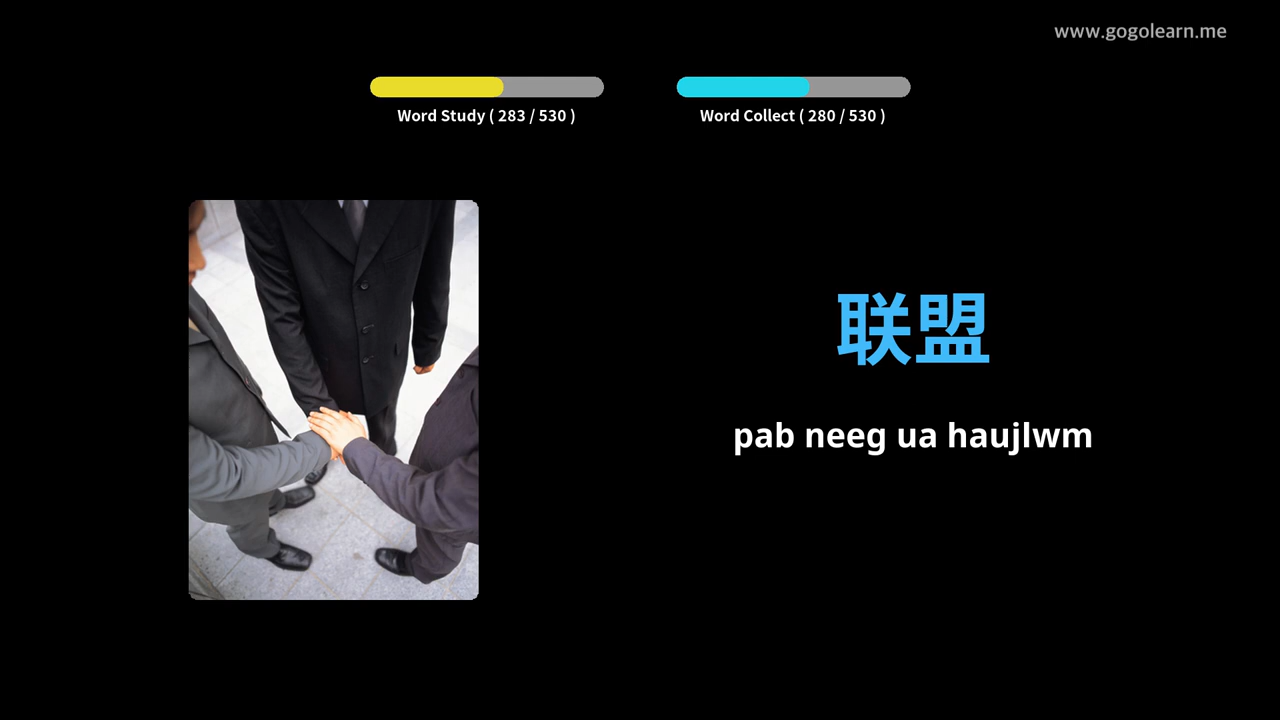 www.gogolearn.me
Word Study ( 283 / 530 )
Word Collect ( 280 / 530 )
联盟
pab neeg ua haujlwm